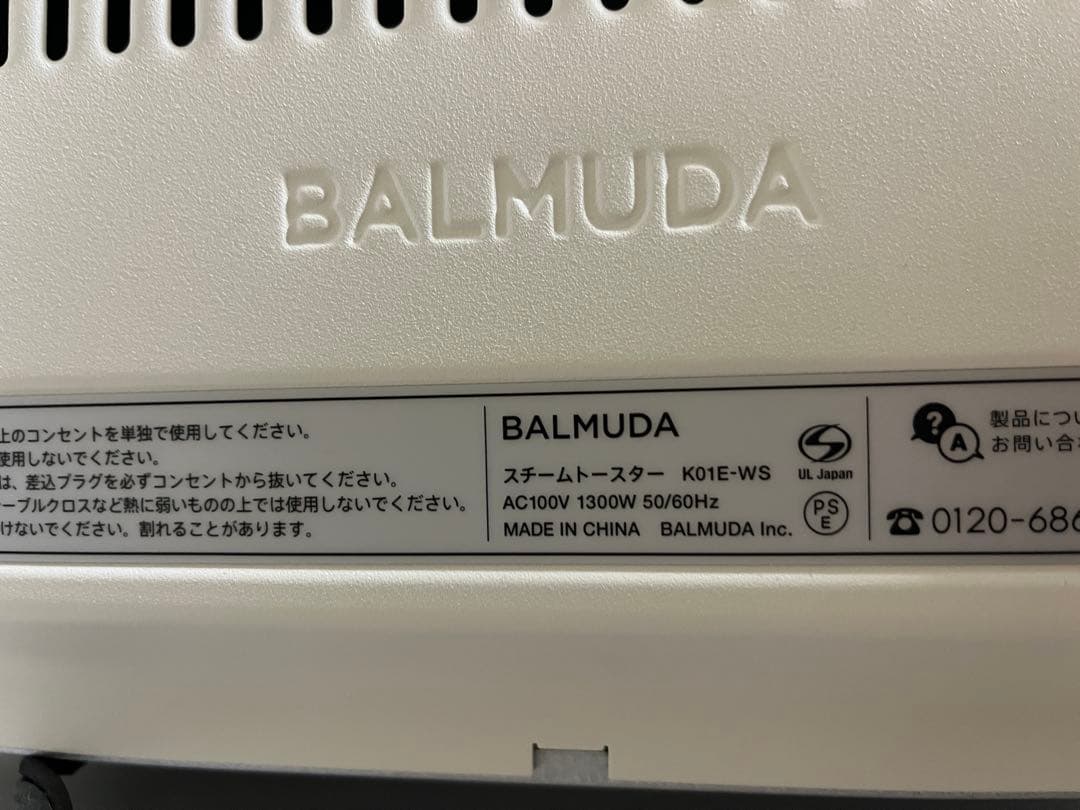 BALMUDA
上のコンセントを単独で使用してください。
使用しないでください。
は、差込プラグを必ずコンセントから抜いてください。
ーブルクロスなど熱に弱いものの上では使用しないでください。
けないでください。割れることがあります。
BALMUDA
スチームトースター K01E-WS
AC100V 1300W 50/60Hz
MADE IN CHINA BALMUDA Inc.
UL Japan
PS
E
? A
製品につい
お問い合
0120-686